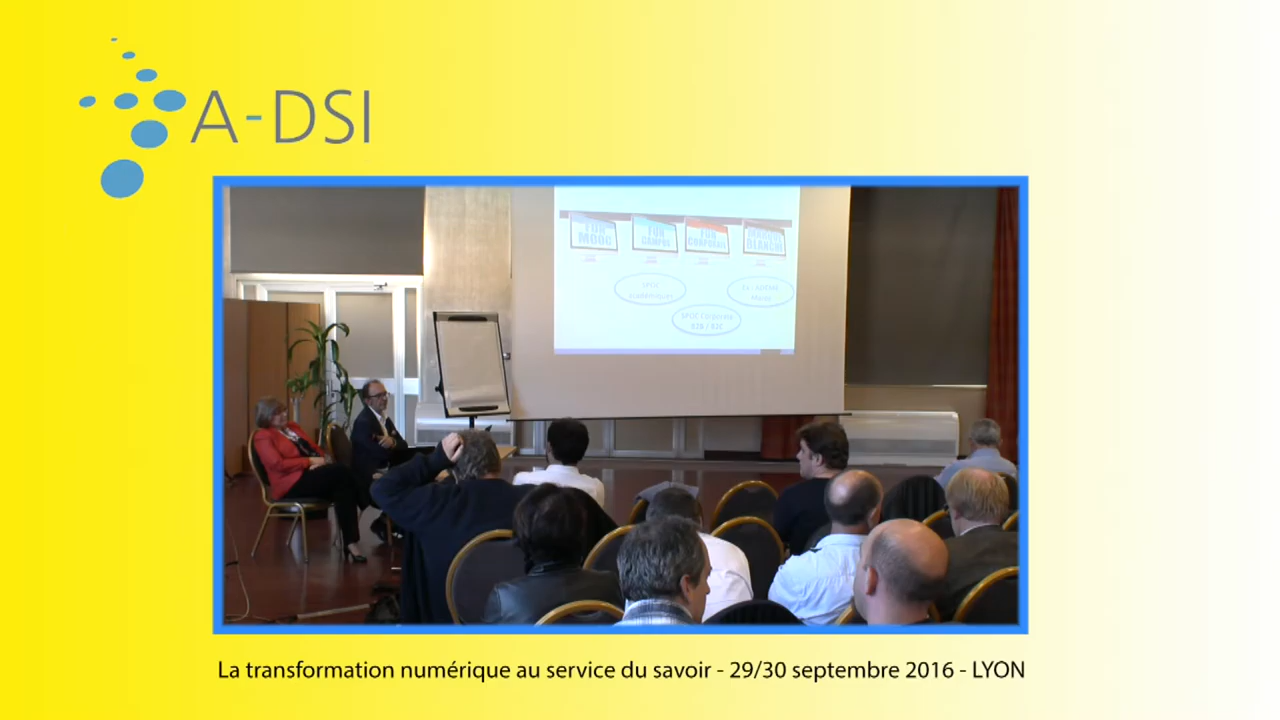 A-DSI
FUN MOOC
FUN CAMPUS
FUN CORPORATE
MARQUE BLANCHE
SPOC
académiques
SPOC Corporate
B2B / B2C
La transformation numérique au service du savoir - 29/30 septembre 2016 - LYON